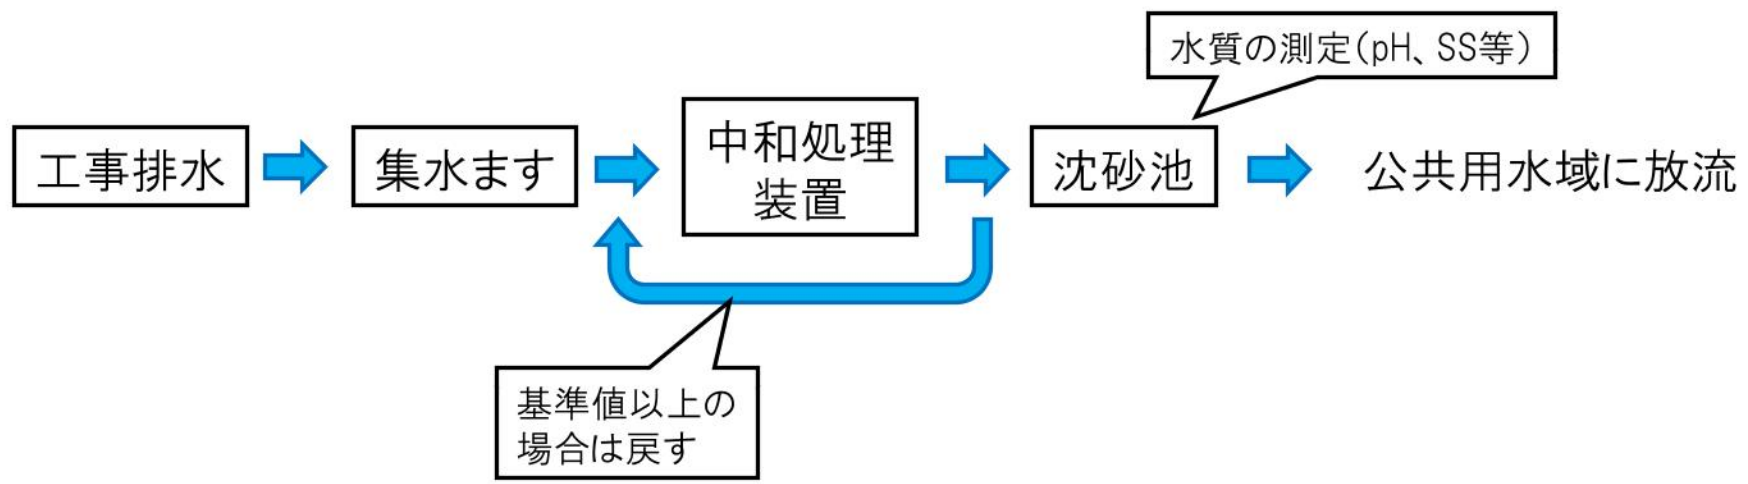 水質の測定(pH、SS等)
工事排水
集水ます
中和処理
装置
沈砂池
公共用水域に放流
基準値以上の
場合は戻す